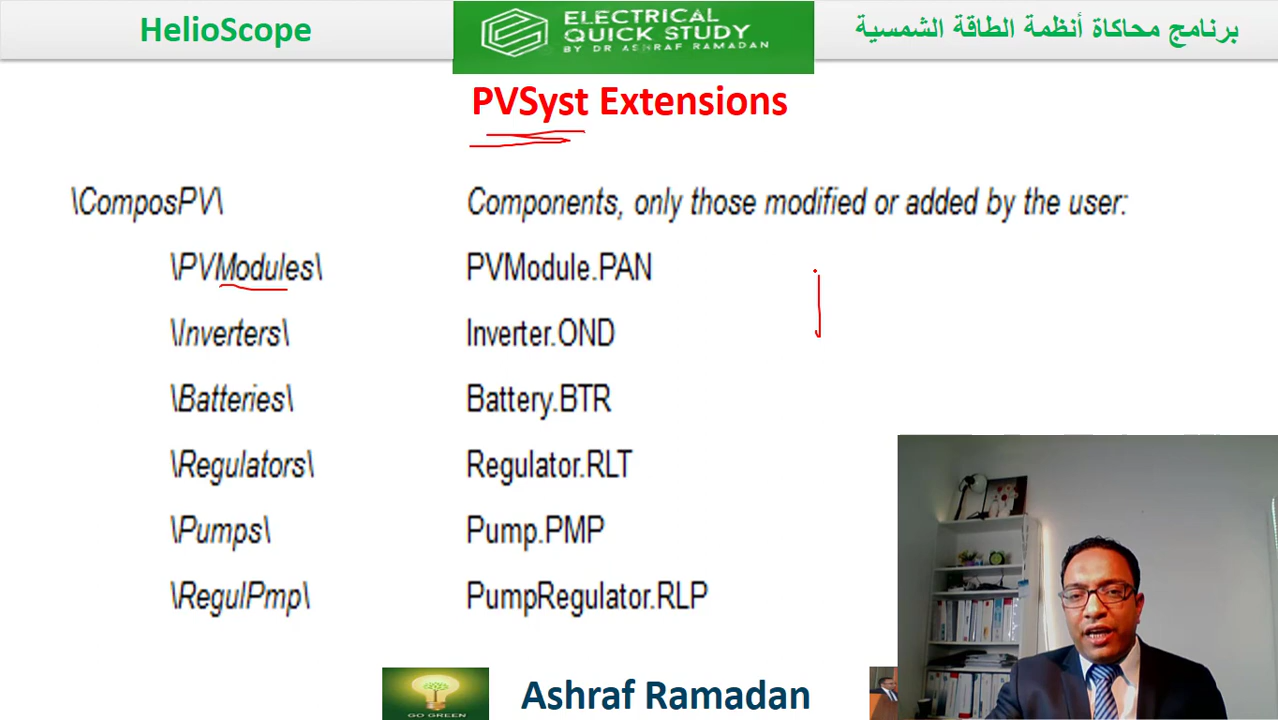 HelioScope
ELECTRICAL
QUICK STUDY
BY DR ASHRAF RAMADAN
برنامج محاكاة أنظمة الطاقة الشمسية
PVSyst Extensions
\ComposPV\ Components, only those modified or added by the user:
\PVModules\ PVModule.PAN
\Inverters\ Inverter.OND
\Batteries\ Battery.BTR
\Regulators\ Regulator.RLT
\Pumps\ Pump.PMP
\RegulPmp\ PumpRegulator.RLP
GO GREEN
Ashraf Ramadan